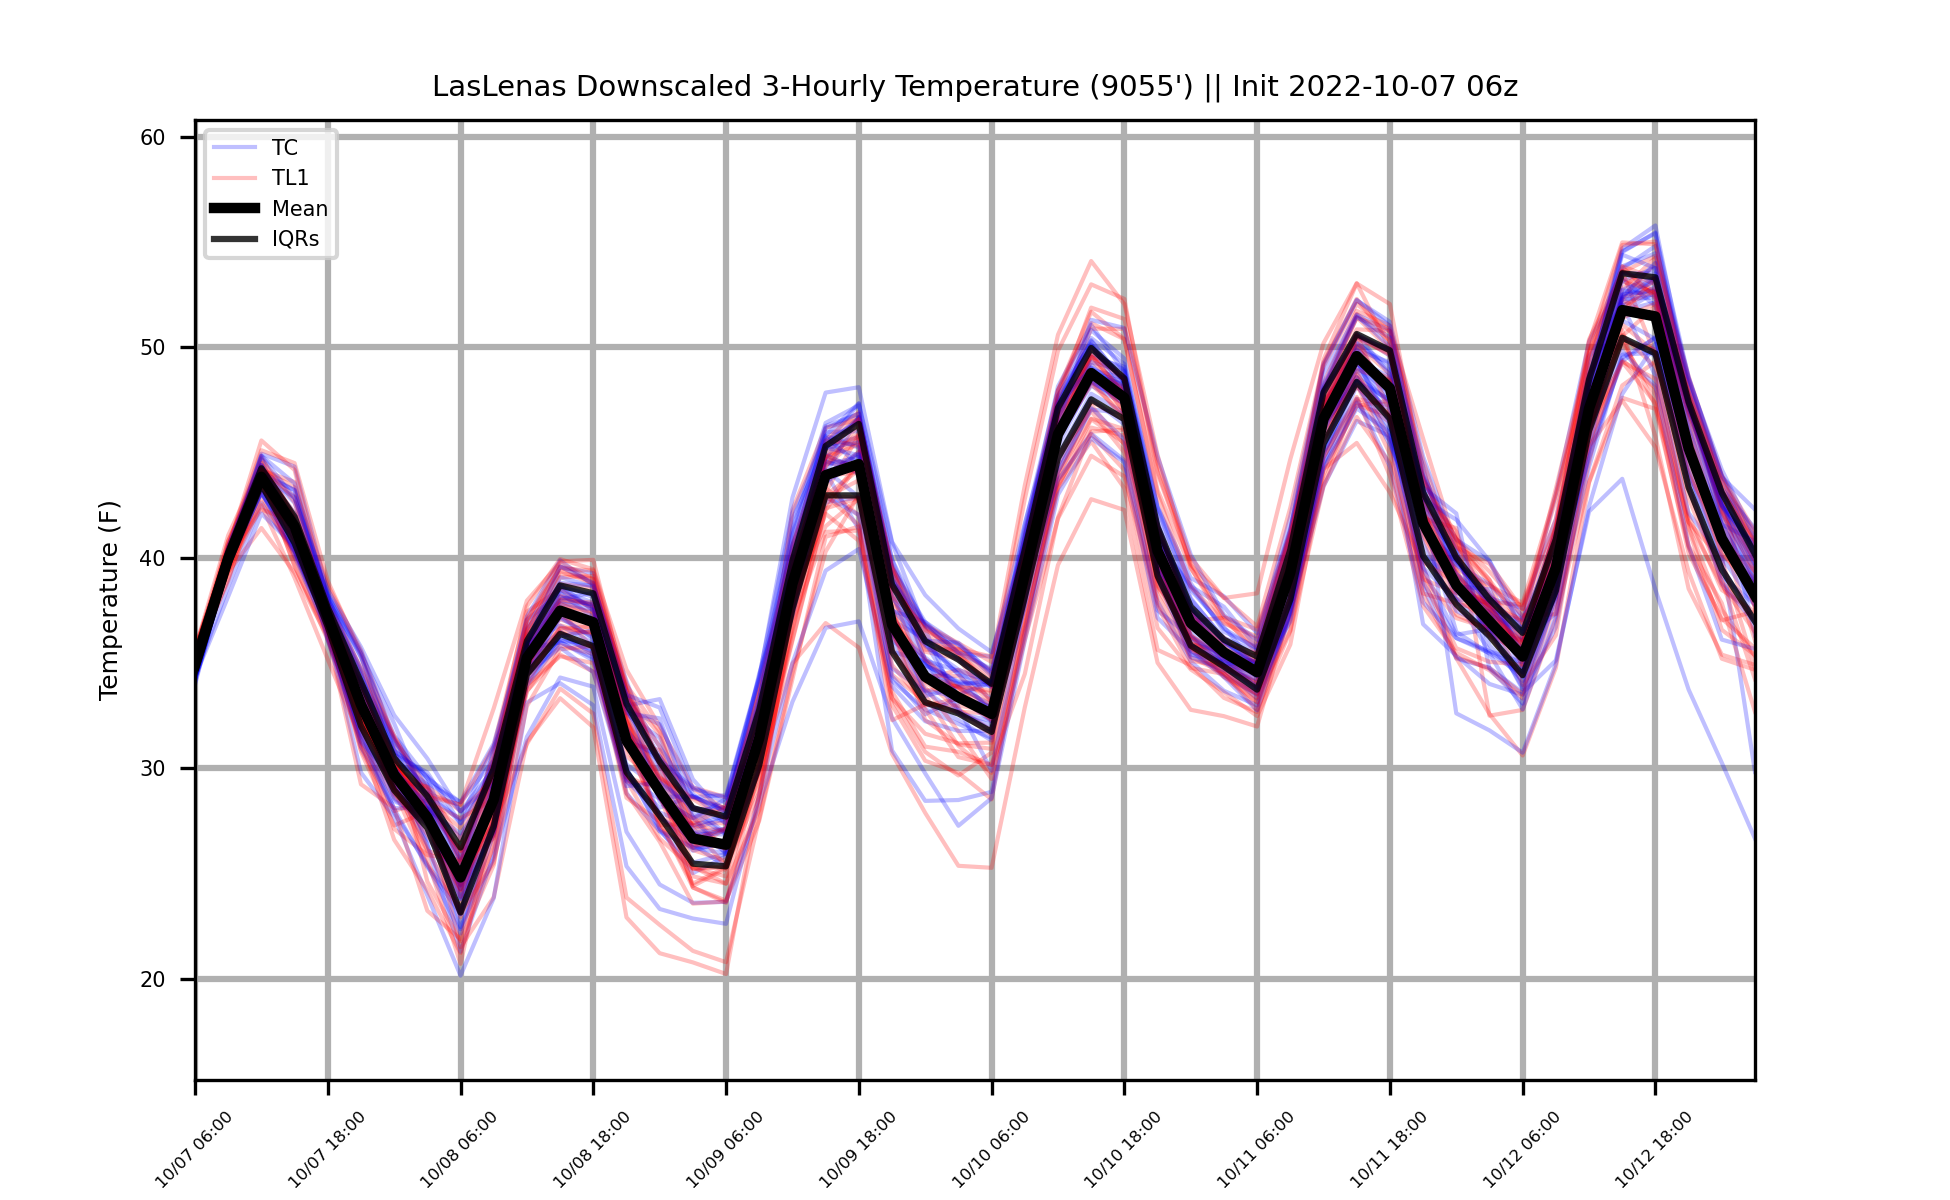 LasLenas Downscaled 3-Hourly Temperature (9055') || Init 2022-10-07 06z
60
50
40
30
20
Temperature (F)
TC
TL1
Mean
IQRs
10/07 06:00
10/07 18:00
10/08 06:00
10/08 18:00
10/09 06:00
10/09 18:00
10/10 06:00
10/10 18:00
10/11 06:00
10/11 18:00
10/12 06:00
10/12 18:00